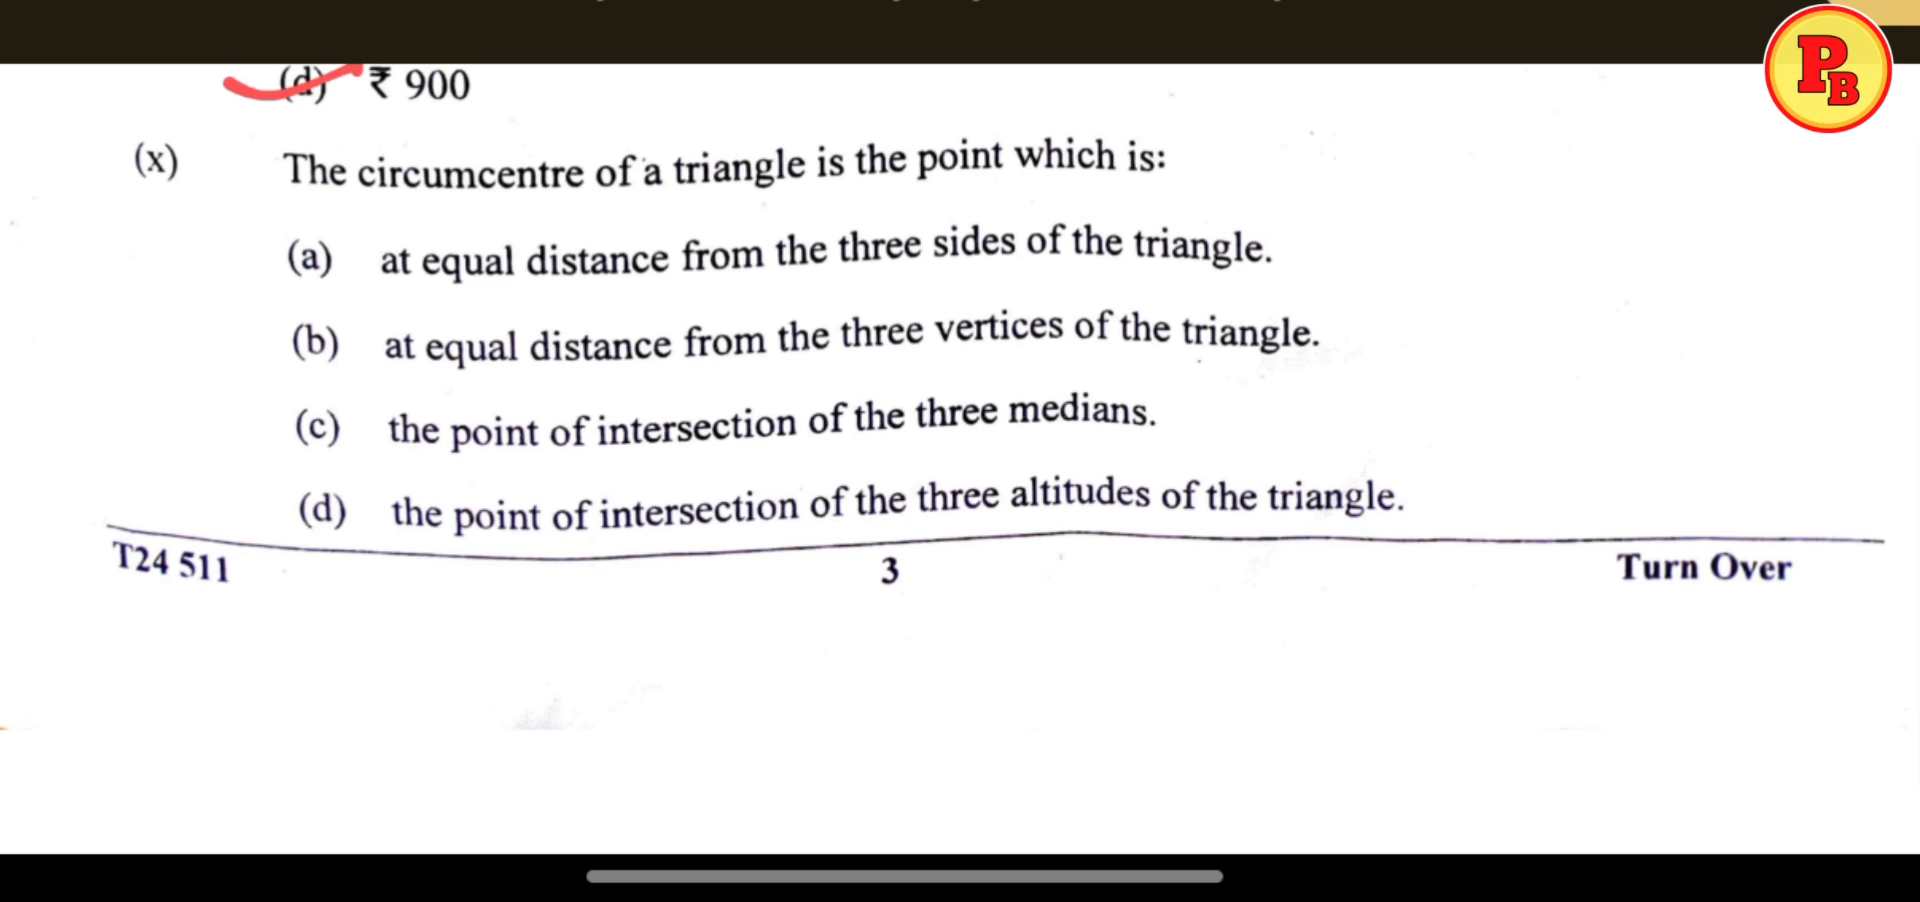 (d) ₹ 900
PB
(x) The circumcentre of a triangle is the point which is:
(a) at equal distance from the three sides of the triangle.
(b) at equal distance from the three vertices of the triangle.
(c) the point of intersection of the three medians.
(d) the point of intersection of the three altitudes of the triangle.
T24 511 3 Turn Over